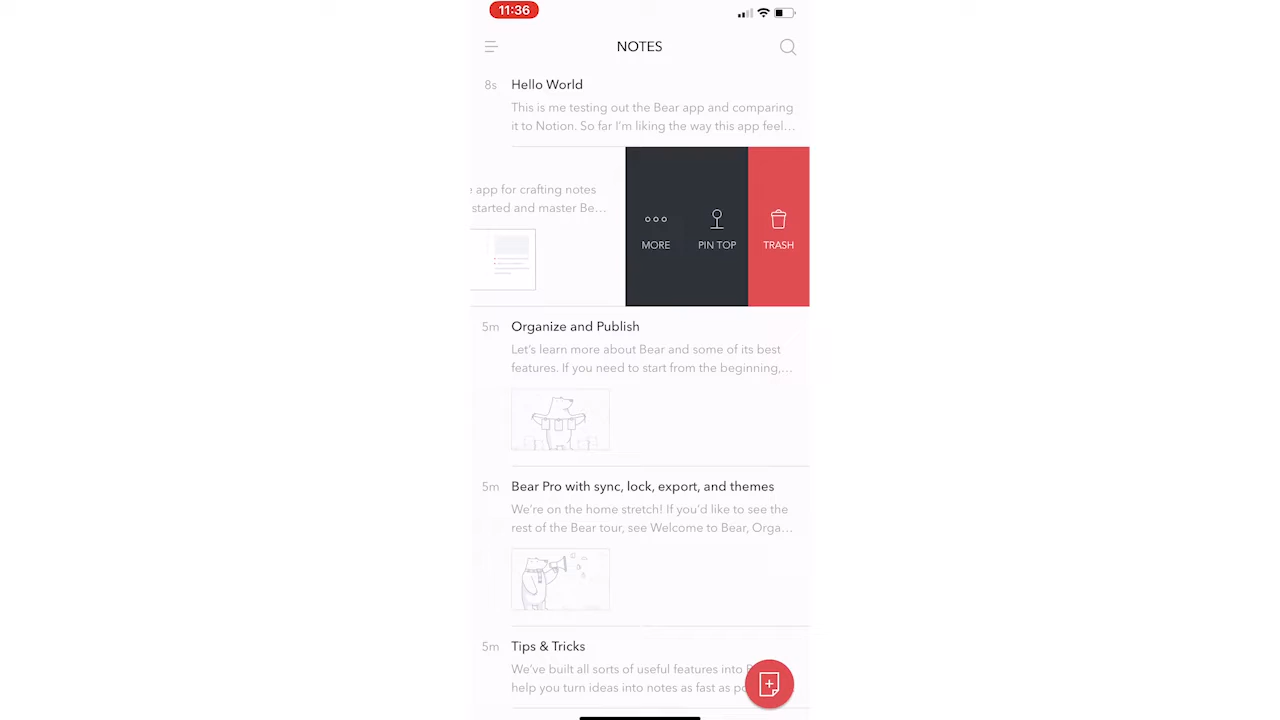 11:36
NOTES
8s Hello World
This is me testing out the Bear app and comparing
it to Notion. So far I'm liking the way this app feel…
app for crafting notes
started and master Be…
MORE
PIN TOP
TRASH
5m Organize and Publish
Let's learn more about Bear and some of its best
features. If you need to start from the beginning,…
5m Bear Pro with sync, lock, export, and themes
We're on the home stretch! If you'd like to see the
rest of the Bear tour, see Welcome to Bear, Orga…
5m Tips & Tricks
We've built all sorts of useful features into
help you turn ideas into notes as fast as